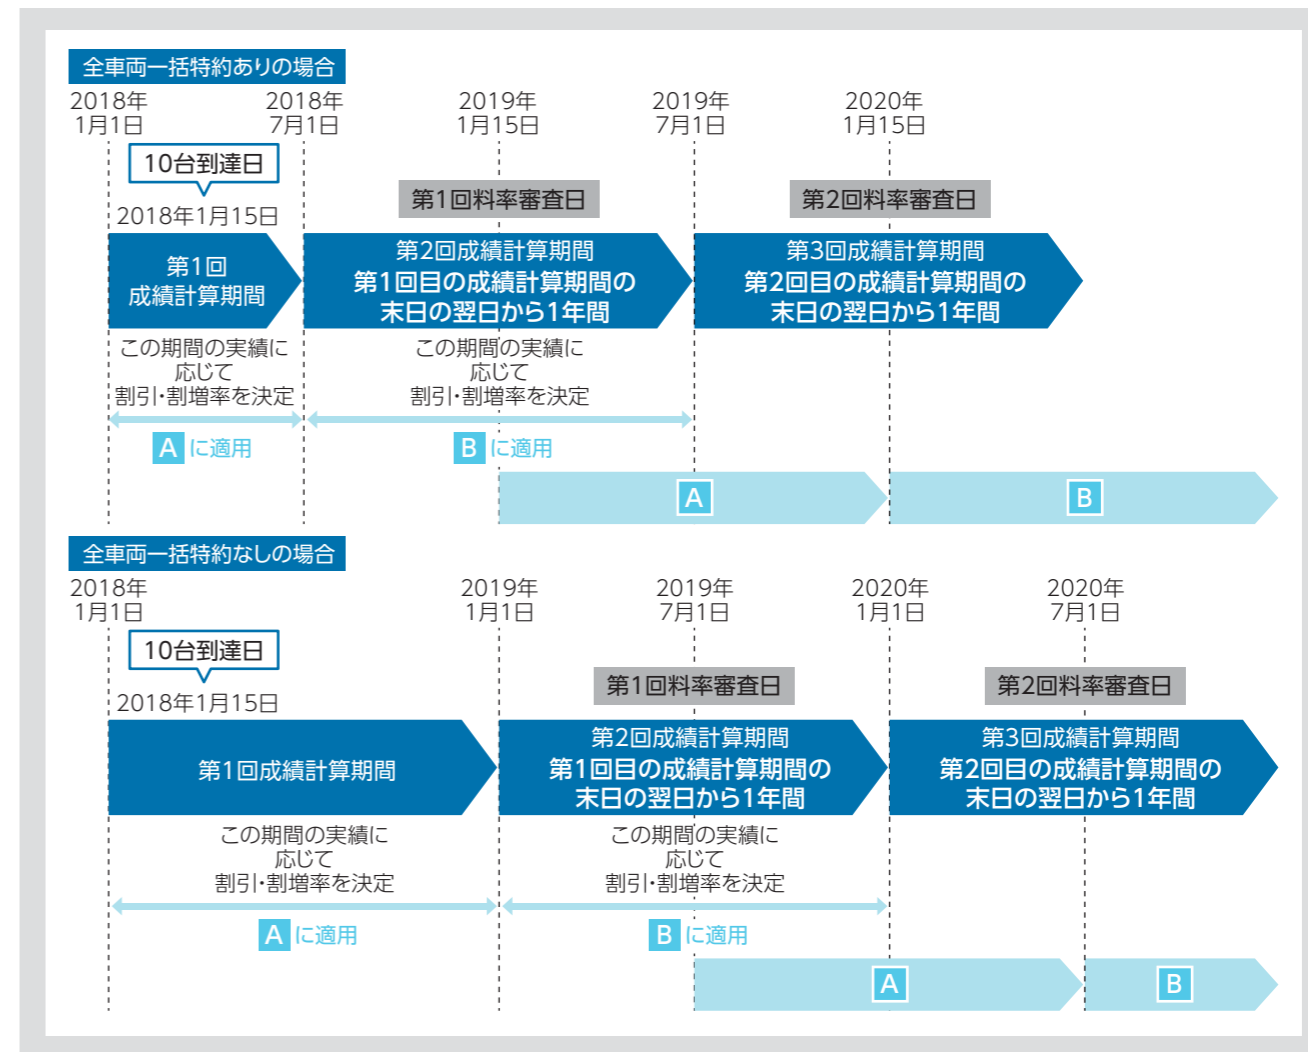 全車両一括特約ありの場合
2018年
1月1日
2018年
7月1日
2019年
1月15日
2019年
7月1日
2020年
1月15日
10台到達日
2018年1月15日
第1回料率審査日
第2回料率審査日
第1回
成績計算期間
第2回成績計算期間
第1回目の成績計算期間の
末日の翌日から1年間
第3回成績計算期間
第2回目の成績計算期間の
末日の翌日から1年間
この期間の実績に
応じて
割引・割増率を決定
この期間の実績に
応じて
割引・割増率を決定
A に適用
B に適用
A
B
全車両一括特約なしの場合
2018年
1月1日
2019年
1月1日
2019年
7月1日
2020年
1月1日
2020年
7月1日
10台到達日
2018年1月15日
第1回料率審査日
第2回料率審査日
第1回成績計算期間
第2回成績計算期間
第1回目の成績計算期間の
末日の翌日から1年間
第3回成績計算期間
第2回目の成績計算期間の
末日の翌日から1年間
この期間の実績に
応じて
割引・割増率を決定
この期間の実績に
応じて
割引・割増率を決定
A に適用
B に適用
A
B